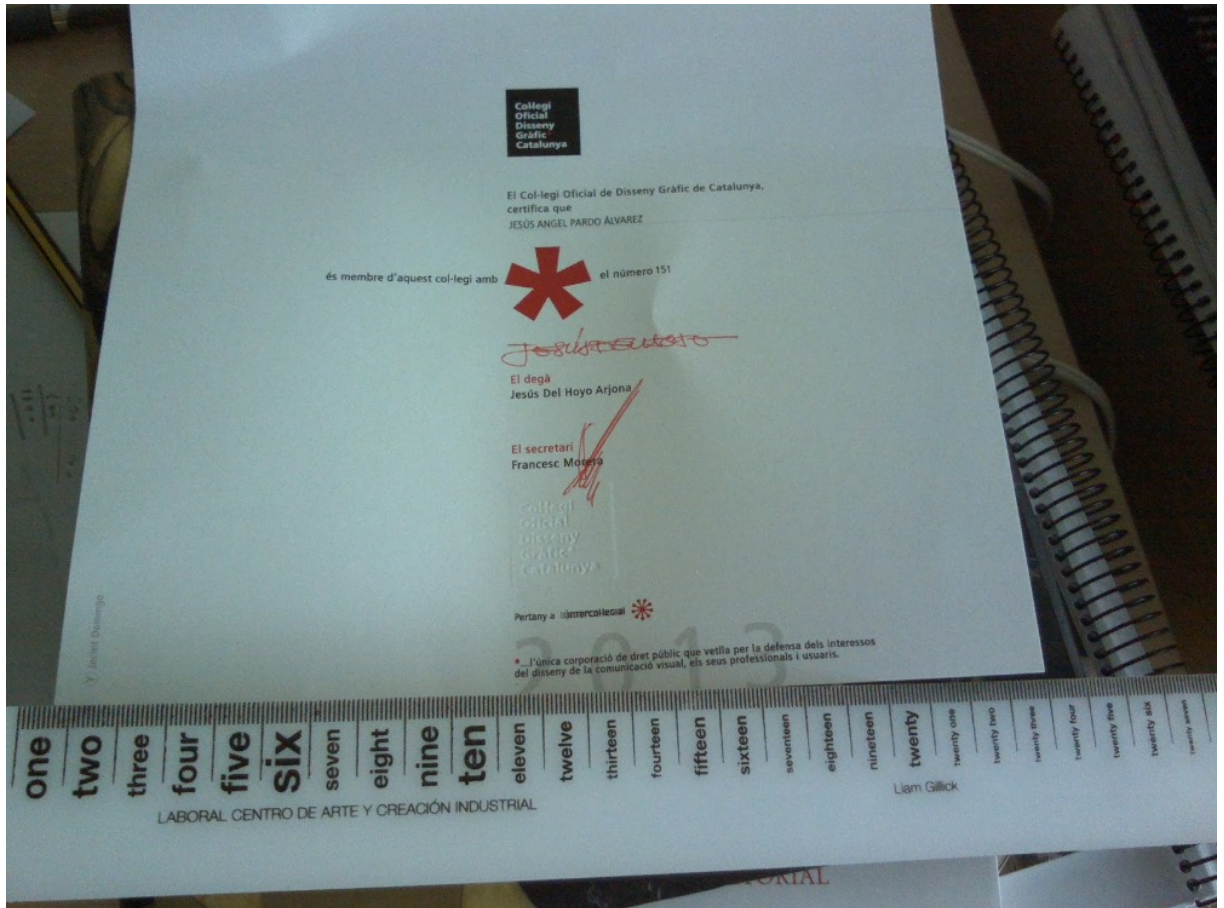 Col·legi
Oficial
Disseny
Gràfic*
Catalunya
El Col·legi Oficial de Disseny Gràfic de Catalunya,
certifica que
JESÚS ANGEL PARDO ÁLVAREZ
és membre d'aquest col·legi amb el número 151
El degà
Jesús Del Hoyo Arjona
El secretari
Francesc Morera
Col·legi
Oficial
Disseny
Gràfic*
Catalunya
Pertany a intercol·legial
2013
*...l'única corporació de dret públic que vetlla per la defensa dels interessos
del disseny de la comunicació visual, els seus professionals i usuaris.
one two three four five six seven eight nine ten eleven twelve thirteen fourteen fifteen sixteen seventeen eighteen nineteen twenty twenty one twenty two twenty three twenty four twenty five twenty six twenty seven
Liam Gillick
LABORAL CENTRO DE ARTE Y CREACIÓN INDUSTRIAL